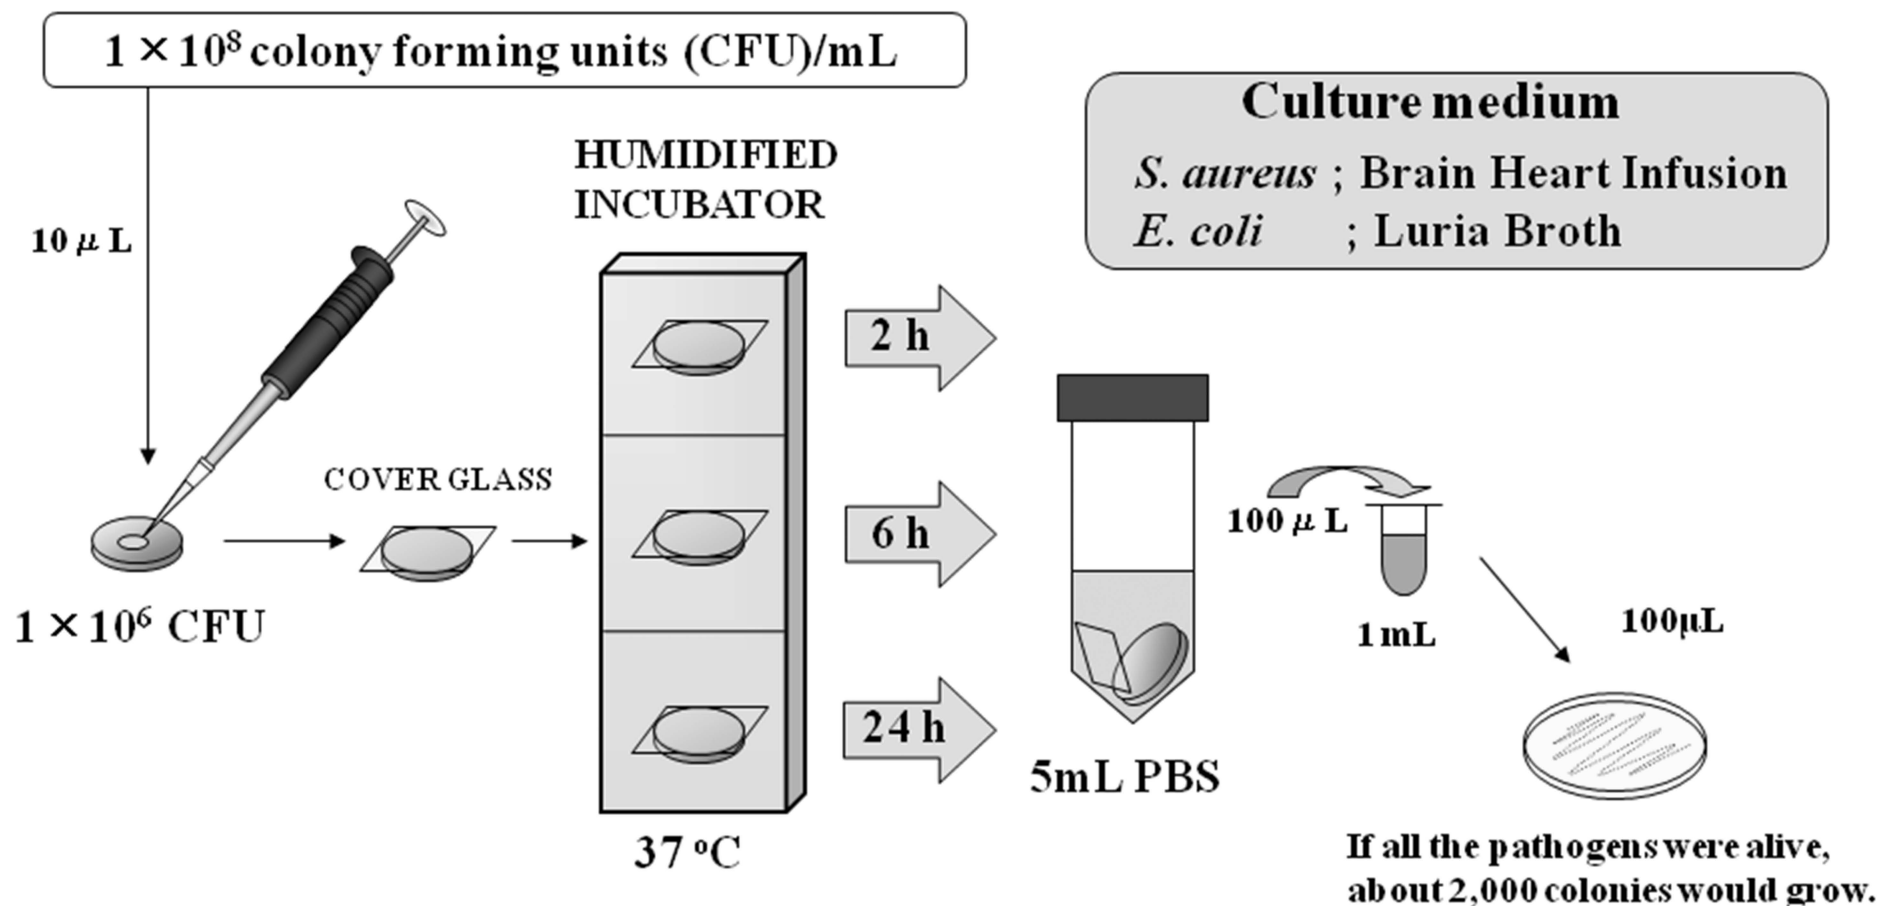 1 × 10⁸ colony forming units (CFU)/mL
Culture medium
S. aureus ; Brain Heart Infusion
E. coli ; Luria Broth
HUMIDIFIED
INCUBATOR
10 μ L
2 h
COVER GLASS
6 h
100 μ L
1 × 10⁶ CFU
1 mL
100μL
24 h
5mL PBS
37 °C
If all the pathogens were alive,
about 2,000 colonies would grow.